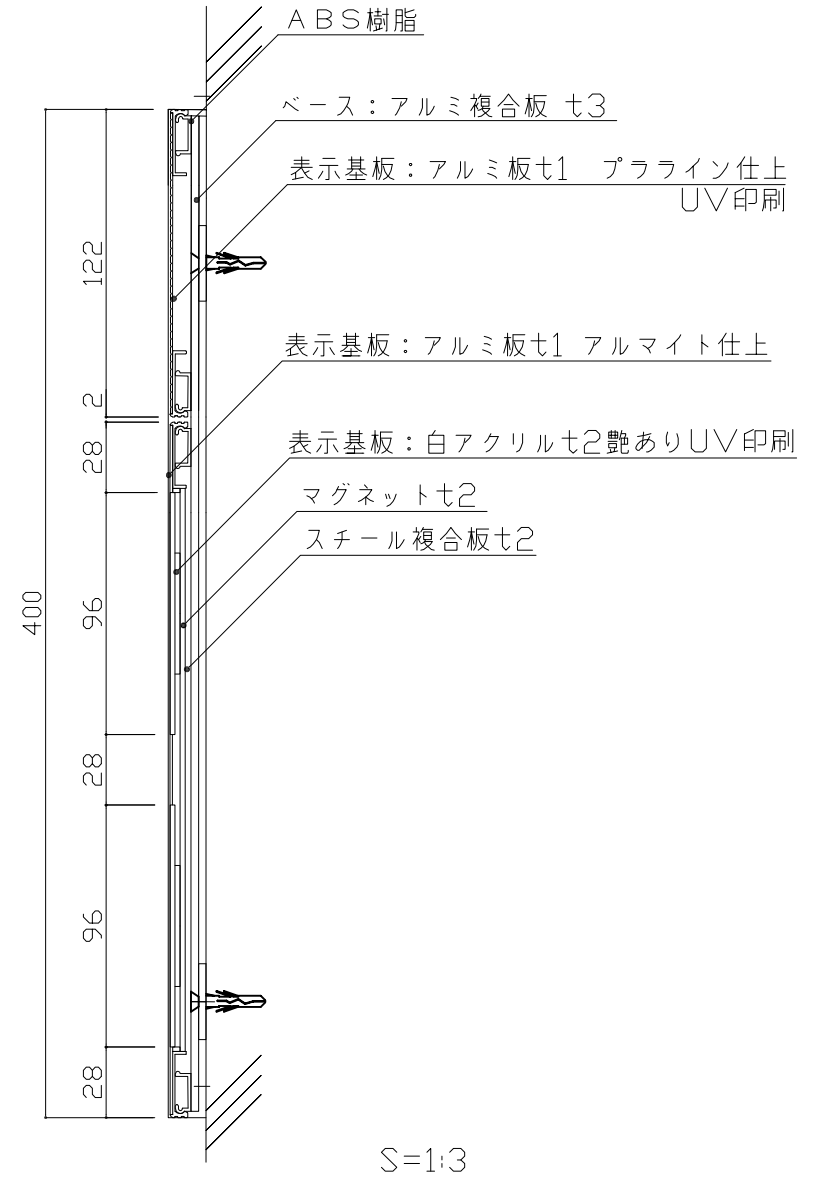 ABS樹脂
ベース：アルミ複合板 t3
表示基板：アルミ板t1 プラライン仕上
UV印刷
122
表示基板：アルミ板t1 アルマイト仕上
2
28
表示基板：白アクリルt2艶ありUV印刷
マグネットt2
スチール複合板t2
400
96
28
96
28
S=1:3